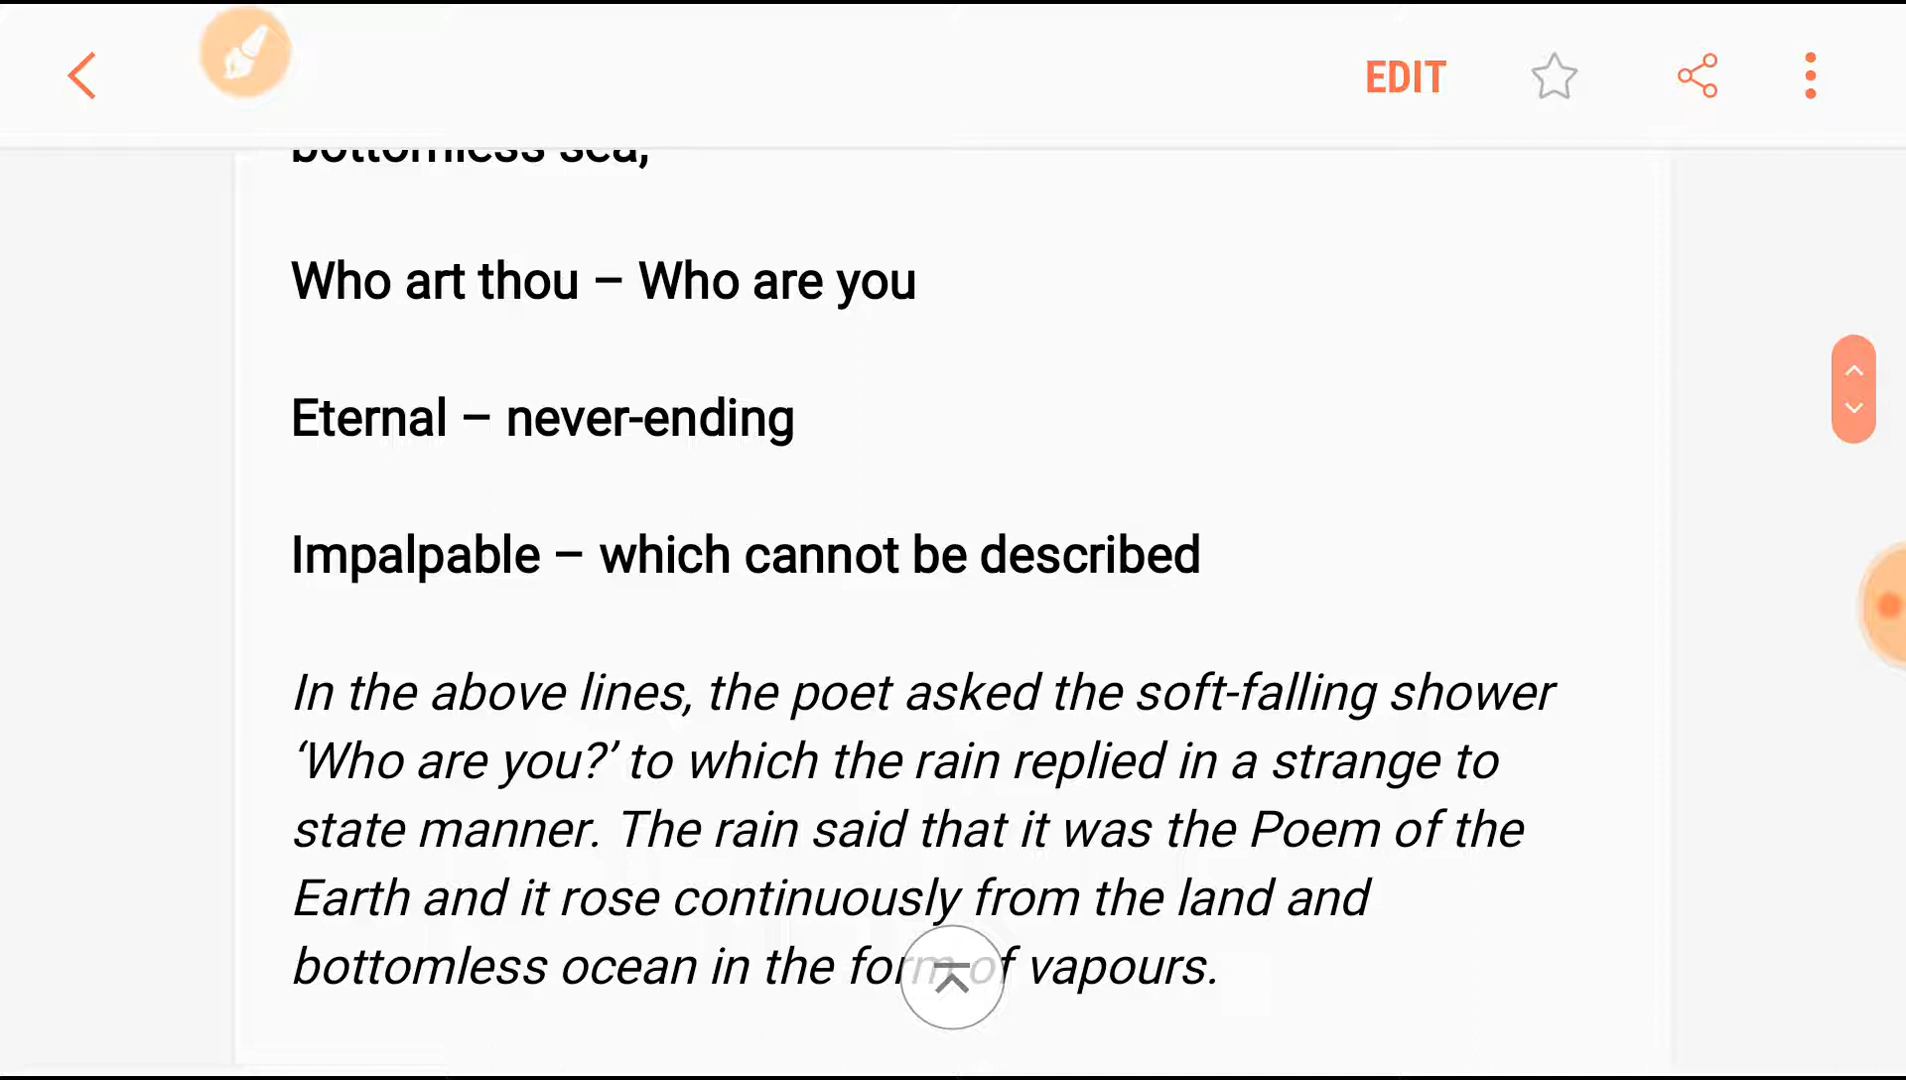 EDIT
bottomless sea,
Who art thou – Who are you
Eternal – never-ending
Impalpable – which cannot be described
In the above lines, the poet asked the soft-falling shower
‘Who are you?’ to which the rain replied in a strange to
state manner. The rain said that it was the Poem of the
Earth and it rose continuously from the land and
bottomless ocean in the form of vapours.